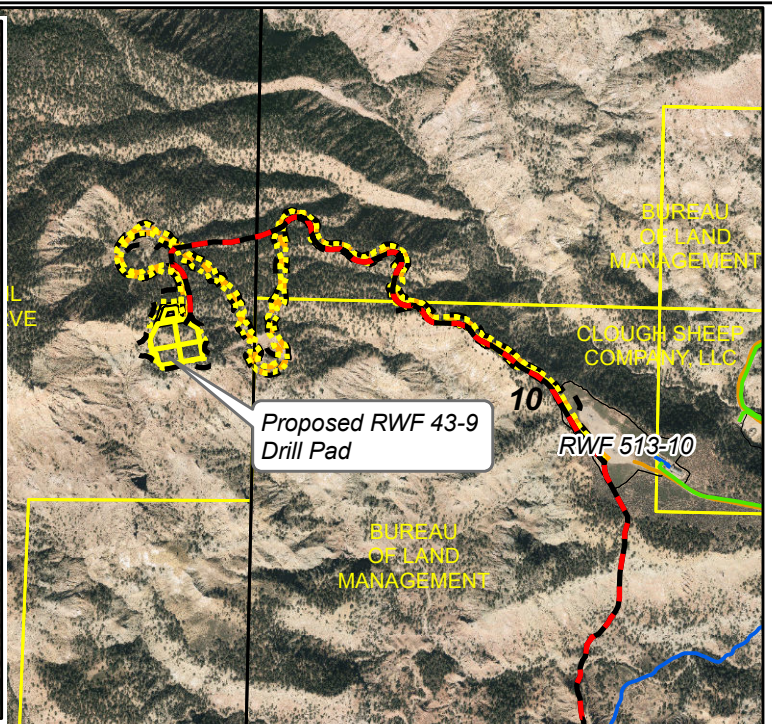 BUREAU
OF LAND
MANAGEMENT
IL
VE
CLOUGH SHEEP
COMPANY, LLC
10
Proposed RWF 43-9
Drill Pad
RWF 513-10
BUREAU
OF LAND
MANAGEMENT